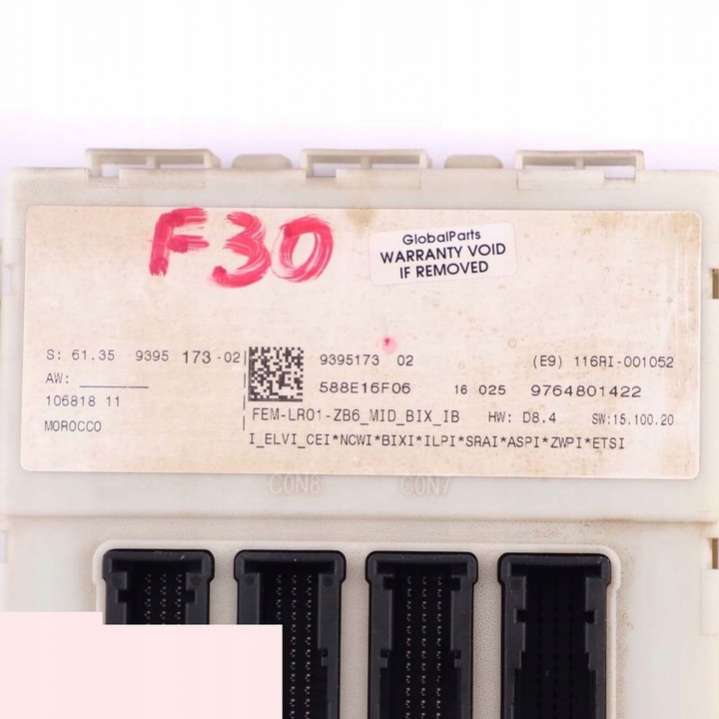 F30
GlobalParts
WARRANTY VOID
IF REMOVED
S: 61.35 9395 173-02
9395173 02
(E9) 116RI-001052
AW:
588E16F06
16 025
9764801422
106818 11
FEM-LR01-ZB6_MID_BIX_IB
HW: D8.4
SW:15.100.20
MOROCCO
I_ELVI_CEI*NCWI*BIXI*ILPI*SRAI*ASPI*ZWPI*ETSI
CON8
CON7